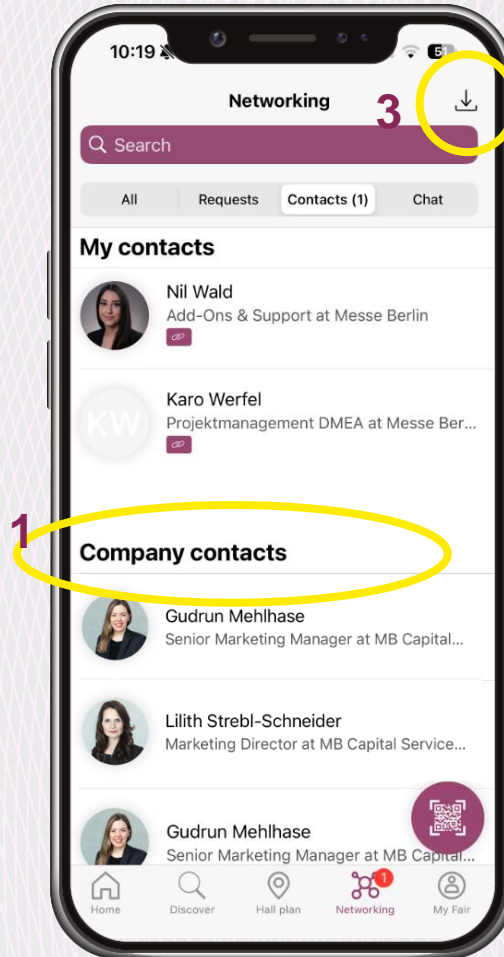 10:19
51
Networking
3
Search
All
Requests
Contacts (1)
Chat
My contacts
Nil Wald
Add-Ons & Support at Messe Berlin
KW
Karo Werfel
Projektmanagement DMEA at Messe Ber...
1
Company contacts
Gudrun Mehlhase
Senior Marketing Manager at MB Capital...
Lilith Strebl-Schneider
Marketing Director at MB Capital Service...
Gudrun Mehlhase
Senior Marketing Manager at MB Capital...
1
Home
Discover
Hall plan
Networking
My Fair